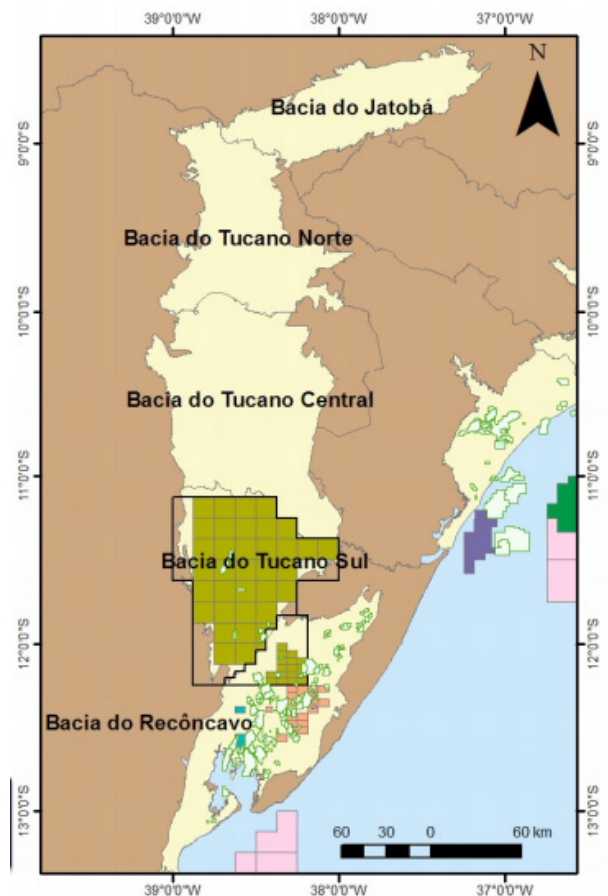 39°0'0"W 38°0'0"W 37°0'0"W
N
Bacia do Jatobá
9°0'0"S 9°0'0"S
Bacia do Tucano Norte
10°0'0"S 10°0'0"S
Bacia do Tucano Central
11°0'0"S 11°0'0"S
Bacia do Tucano Sul
12°0'0"S 12°0'0"S
Bacia do Recôncavo
13°0'0"S 13°0'0"S
60 30 0 60 km
39°0'0"W 38°0'0"W 37°0'0"W